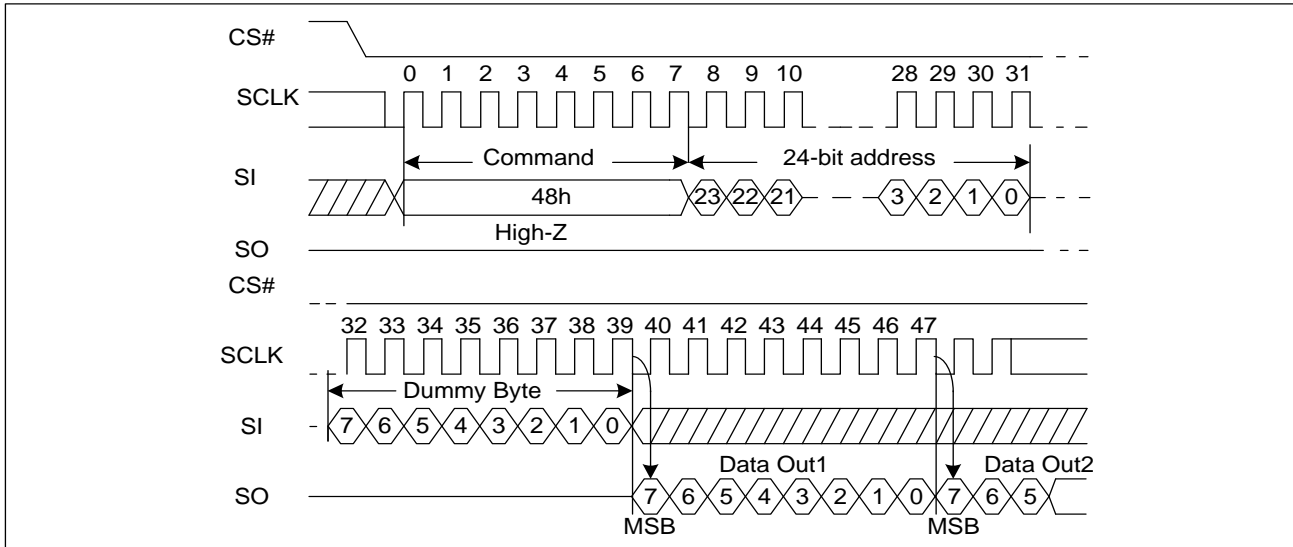 CS#
0 1 2 3 4 5 6 7 8 9 10 28 29 30 31
SCLK
Command 24-bit address
SI
48h 23 22 21 3 2 1 0
High-Z
SO
CS#
32 33 34 35 36 37 38 39 40 41 42 43 44 45 46 47
SCLK
Dummy Byte
SI 7 6 5 4 3 2 1 0
Data Out1 Data Out2
SO 7 6 5 4 3 2 1 0 7 6 5
MSB MSB